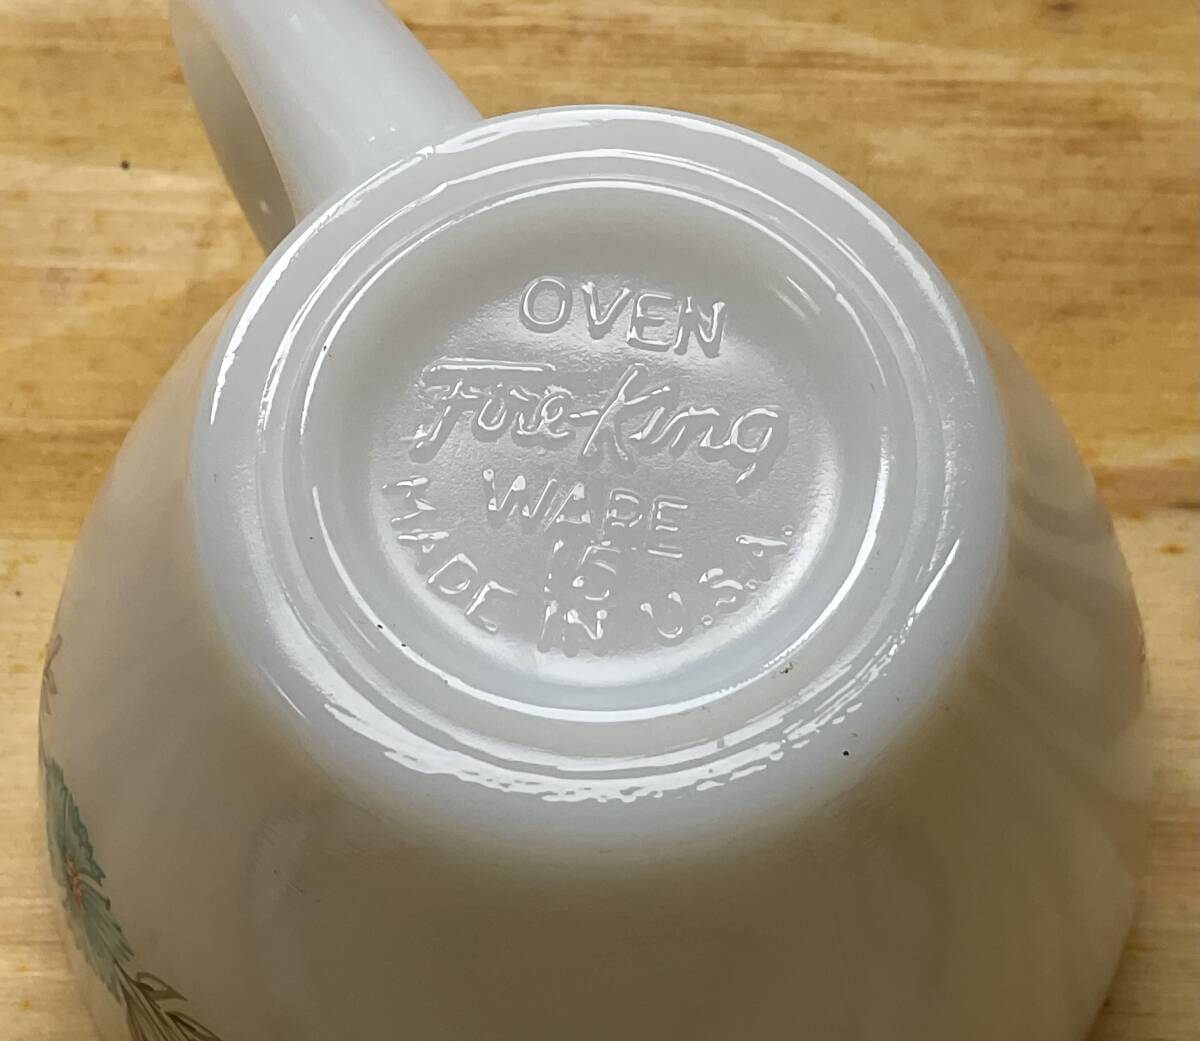 OVEN
Fire-King
WARE
15
MADE IN U.S.A.